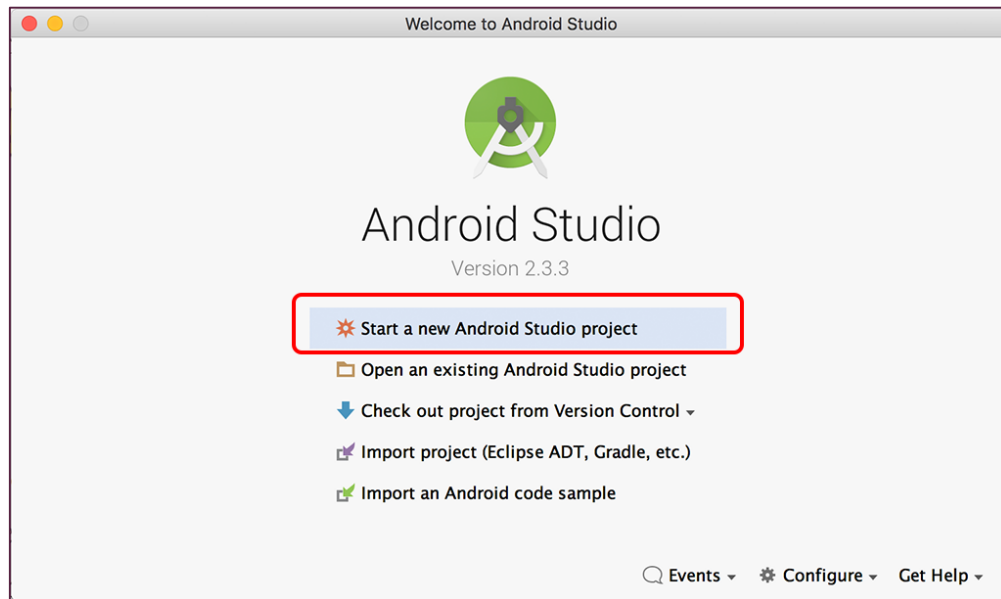 Welcome to Android Studio
Android Studio
Version 2.3.3
Start a new Android Studio project
Open an existing Android Studio project
Check out project from Version Control
Import project (Eclipse ADT, Gradle, etc.)
Import an Android code sample
Events Configure Get Help